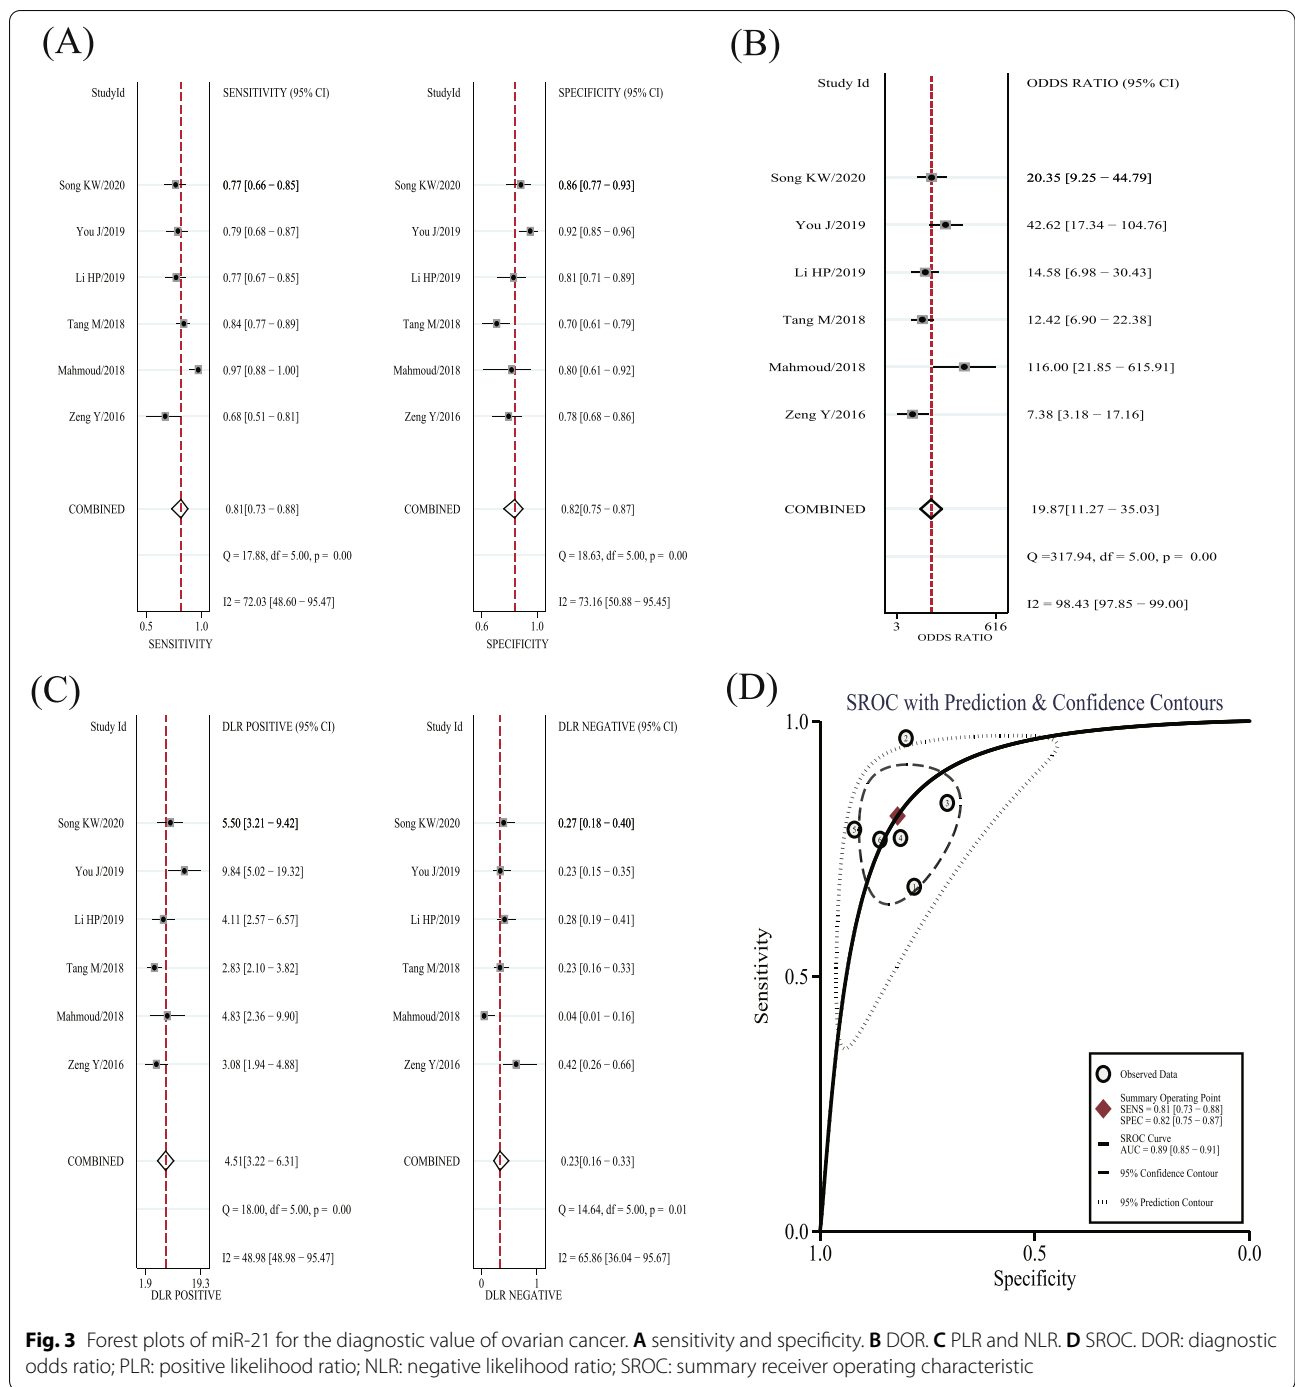 (A)
StudyId SENSITIVITY (95% CI)
Song KW/2020 0.77 [0.66 − 0.85]
You J/2019 0.79 [0.68 − 0.87]
Li HP/2019 0.77 [0.67 − 0.85]
Tang M/2018 0.84 [0.77 − 0.89]
Mahmoud/2018 0.97 [0.88 − 1.00]
Zeng Y/2016 0.68 [0.51 − 0.81]
COMBINED 0.81[0.73 − 0.88]
Q = 17.88, df = 5.00, p = 0.00
I2 = 72.03 [48.60 − 95.47]
0.5 1.0
SENSITIVITY
StudyId SPECIFICITY (95% CI)
Song KW/2020 0.86 [0.77 − 0.93]
You J/2019 0.92 [0.85 − 0.96]
Li HP/2019 0.81 [0.71 − 0.89]
Tang M/2018 0.70 [0.61 − 0.79]
Mahmoud/2018 0.80 [0.61 − 0.92]
Zeng Y/2016 0.78 [0.68 − 0.86]
COMBINED 0.82[0.75 − 0.87]
Q = 18.63, df = 5.00, p = 0.00
I2 = 73.16 [50.88 − 95.45]
0.6 1.0
SPECIFICITY
(B)
Study Id ODDS RATIO (95% CI)
Song KW/2020 20.35 [9.25 − 44.79]
You J/2019 42.62 [17.34 − 104.76]
Li HP/2019 14.58 [6.98 − 30.43]
Tang M/2018 12.42 [6.90 − 22.38]
Mahmoud/2018 116.00 [21.85 − 615.91]
Zeng Y/2016 7.38 [3.18 − 17.16]
COMBINED 19.87[11.27 − 35.03]
Q =317.94, df = 5.00, p = 0.00
I2 = 98.43 [97.85 − 99.00]
3 616
ODDS RATIO
(C)
Study Id DLR POSITIVE (95% CI)
Song KW/2020 5.50 [3.21 − 9.42]
You J/2019 9.84 [5.02 − 19.32]
Li HP/2019 4.11 [2.57 − 6.57]
Tang M/2018 2.83 [2.10 − 3.82]
Mahmoud/2018 4.83 [2.36 − 9.90]
Zeng Y/2016 3.08 [1.94 − 4.88]
COMBINED 4.51[3.22 − 6.31]
Q = 18.00, df = 5.00, p = 0.00
I2 = 48.98 [48.98 − 95.47]
1.9 19.3
DLR POSITIVE
Study Id DLR NEGATIVE (95% CI)
Song KW/2020 0.27 [0.18 − 0.40]
You J/2019 0.23 [0.15 − 0.35]
Li HP/2019 0.28 [0.19 − 0.41]
Tang M/2018 0.23 [0.16 − 0.33]
Mahmoud/2018 0.04 [0.01 − 0.16]
Zeng Y/2016 0.42 [0.26 − 0.66]
COMBINED 0.23[0.16 − 0.33]
Q = 14.64, df = 5.00, p = 0.01
I2 = 65.86 [36.04 − 95.67]
0 1
DLR NEGATIVE
(D)
SROC with Prediction & Confidence Contours
1.0
2
3
5
6 4
1
0.5
Sensitivity
0.0
1.0 0.5 0.0
Specificity
Observed Data
Summary Operating Point
SENS = 0.81 [0.73 − 0.88]
SPEC = 0.82 [0.75 − 0.87]
SROC Curve
AUC = 0.89 [0.85 − 0.91]
95% Confidence Contour
95% Prediction Contour
Fig. 3 Forest plots of miR-21 for the diagnostic value of ovarian cancer. A sensitivity and specificity. B DOR. C PLR and NLR. D SROC. DOR: diagnostic
odds ratio; PLR: positive likelihood ratio; NLR: negative likelihood ratio; SROC: summary receiver operating characteristic